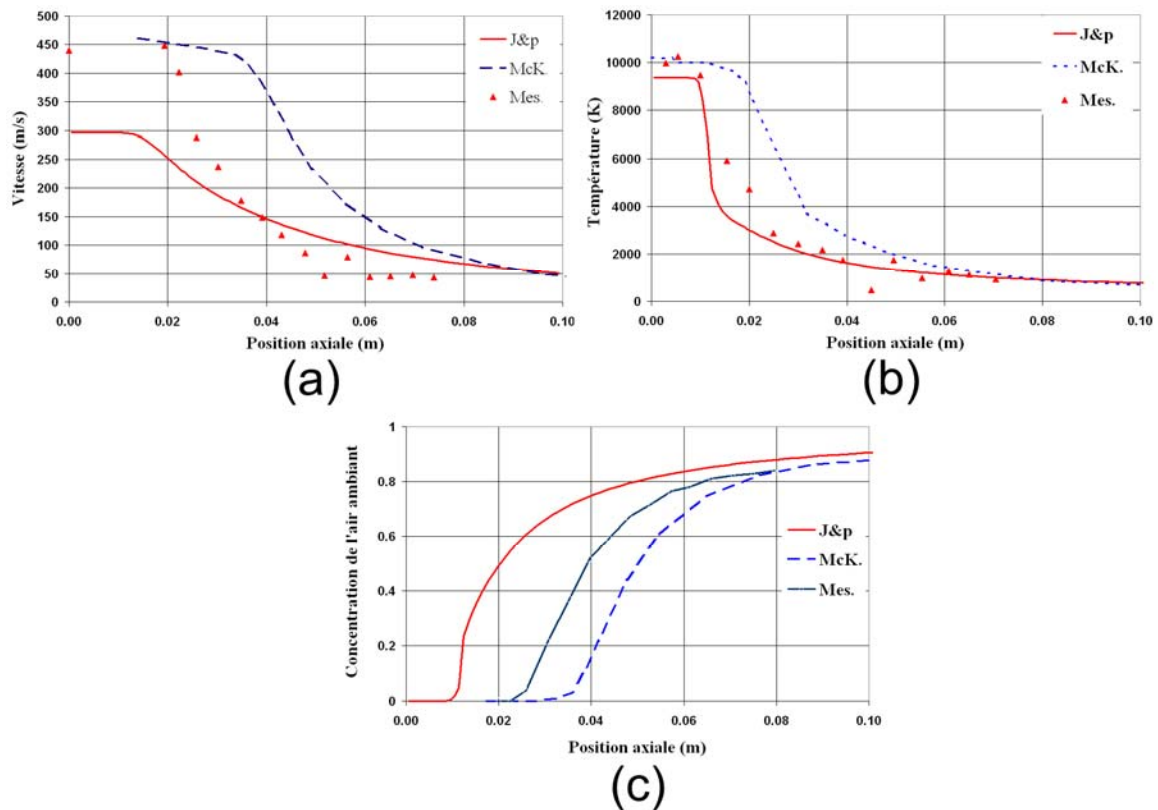 500
450
400
350
300
250
200
150
100
50
0
Vitesse (m/s)
0.00
0.02
0.04
0.06
0.08
0.10
Position axiale (m)
J&p
McK.
Mes.
(a)
12000
10000
8000
6000
4000
2000
0
Température (K)
0.00
0.02
0.04
0.06
0.08
0.10
Position axiale (m)
J&p
McK.
Mes.
(b)
1
0.8
0.6
0.4
0.2
0
Concentration de l'air ambiant
0.00
0.02
0.04
0.06
0.08
0.10
Position axiale (m)
J&p
McK.
Mes.
(c)